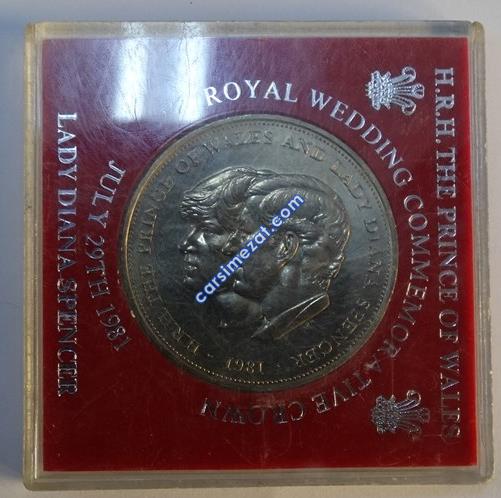 H.R.H. THE PRINCE OF WALES
ROYAL WEDDING COMMEMORATIVE CROWN
JULY 29TH 1981
LADY DIANA SPENCER
H.R.H. THE PRINCE OF WALES AND LADY DIANA SPENCER
1981
carsimezat.com